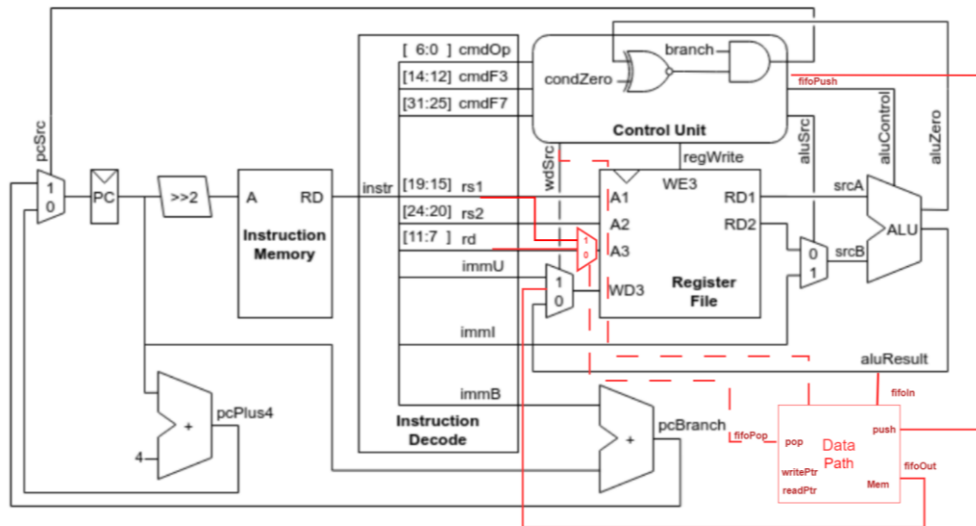 [ 6:0] cmdOp
[14:12] cmdF3
[31:25] cmdF7
condZero
branch
Control Unit
fifoPush
pcSrc
wdSrc
regWrite
aluSrc
aluControl
aluZero
1
0
PC
>>2
A RD
Instruction
Memory
instr
[19:15] rs1
[24:20] rs2
[11:7 ] rd
immU
immI
immB
Instruction
Decode
1
0
1
0
WE3
A1 RD1
A2 RD2
A3
WD3
Register
File
srcA
0
1
srcB
ALU
aluResult
+
4
pcPlus4
+
pcBranch
fifoIn
fifoPop
pop
push
Data
Path
writePtr
readPtr
Mem
fifoOut